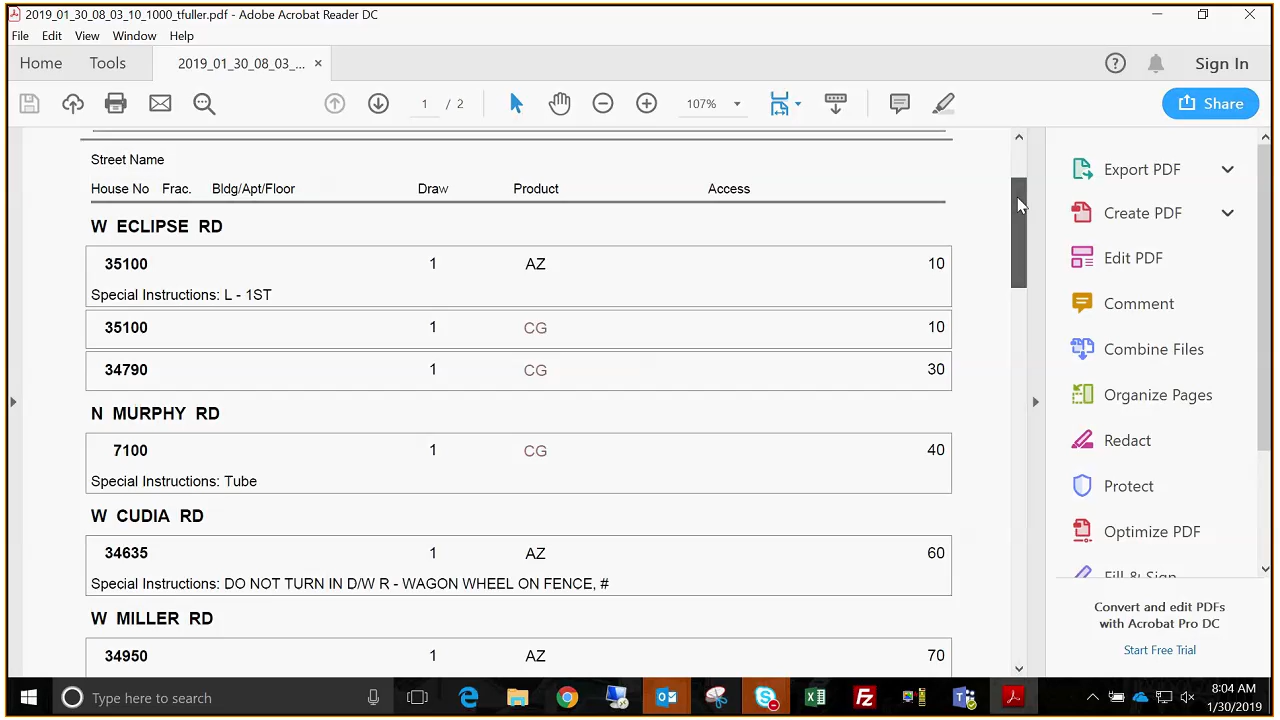 2019_01_30_08_03_10_1000_tfuller.pdf - Adobe Acrobat Reader DC
File Edit View Window Help
Home Tools 2019_01_30_08_03_... × Sign In
1 / 2 107% Share
Street Name
House No Frac. Bldg/Apt/Floor Draw Product Access
W ECLIPSE RD
35100 1 AZ 10
Special Instructions: L - 1ST
35100 1 CG 10
34790 1 CG 30
N MURPHY RD
7100 1 CG 40
Special Instructions: Tube
W CUDIA RD
34635 1 AZ 60
Special Instructions: DO NOT TURN IN D/W R - WAGON WHEEL ON FENCE, #
W MILLER RD
34950 1 AZ 70
Export PDF
Create PDF
Edit PDF
Comment
Combine Files
Organize Pages
Redact
Protect
Optimize PDF
Fill & Sign
Convert and edit PDFs
with Acrobat Pro DC
Start Free Trial
Type here to search
8:04 AM
1/30/2019